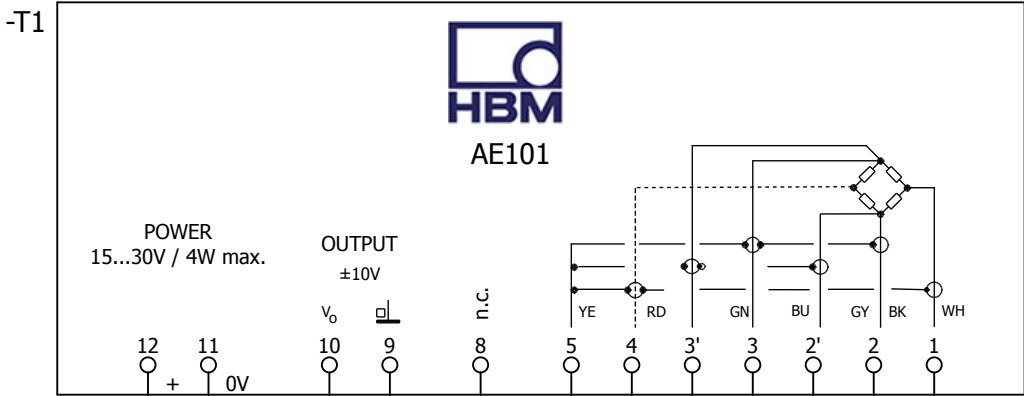 -T1
HBM
AE101
POWER
15...30V / 4W max.
OUTPUT
±10V
Vo
n.c.
YE RD GN BU GY BK WH
12 11 10 9 8 5 4 3' 3 2' 2 1
+ 0V